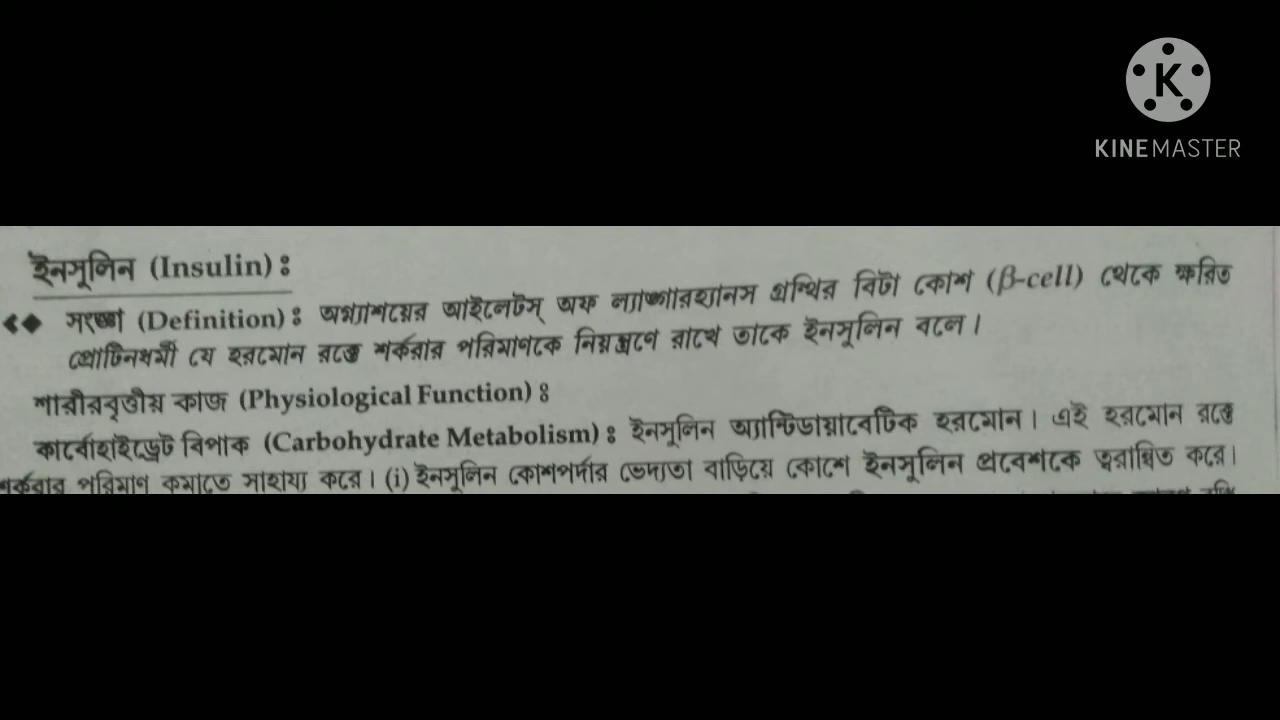 K
KINEMASTER
ইনসুলিন (Insulin) :
সংজ্ঞা (Definition) : অগ্ন্যাশয়ের আইলেটস্ অফ ল্যাঙ্গারহ্যানস গ্রন্থির বিটা কোশ (β-cell) থেকে ক্ষরিত
প্রোটিনধর্মী যে হরমোন রক্তে শর্করার পরিমাণকে নিয়ন্ত্রণে রাখে তাকে ইনসুলিন বলে।
শারীরবৃত্তীয় কাজ (Physiological Function) :
কার্বোহাইড্রেট বিপাক (Carbohydrate Metabolism) : ইনসুলিন অ্যান্টিডায়াবেটিক হরমোন। এই হরমোন রক্তে
শর্করার পরিমাণ কমাতে সাহায্য করে। (i) ইনসুলিন কোশপর্দার ভেদ্যতা বাড়িয়ে কোশে ইনসুলিন প্রবেশকে ত্বরান্বিত করে।